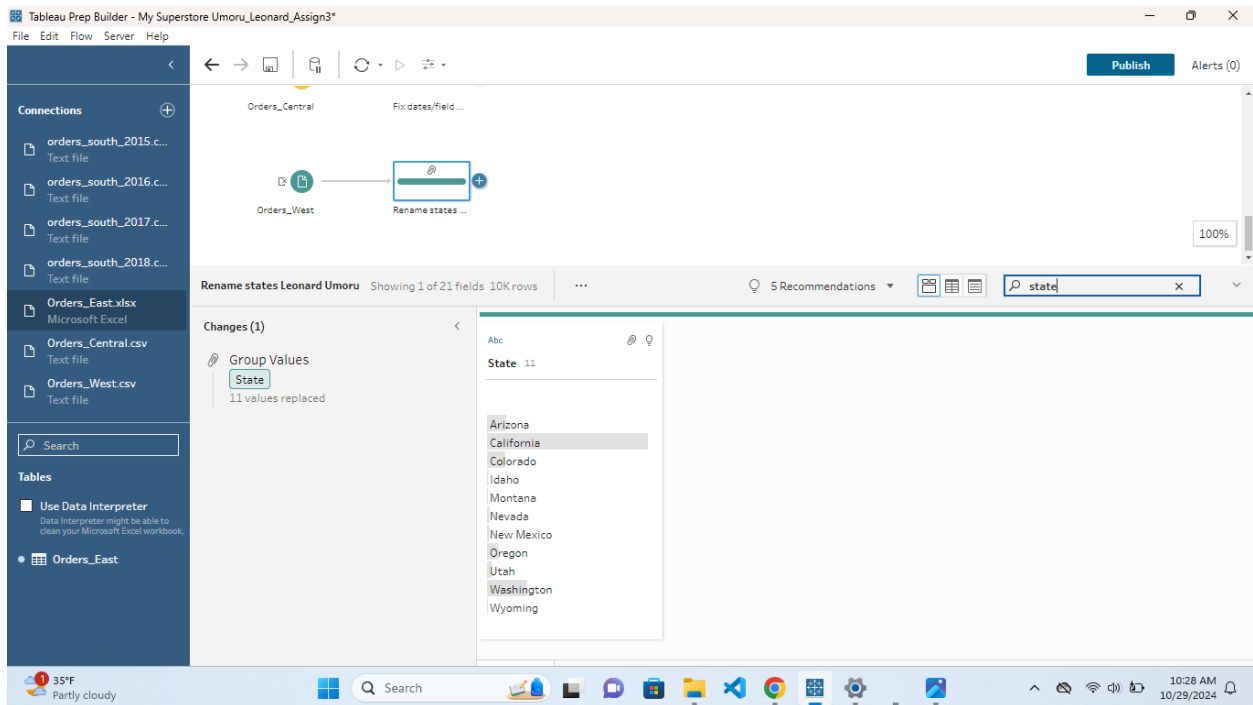 Tableau Prep Builder - My Superstore Umoru_Leonard_Assign3*
File Edit Flow Server Help
Publish
Alerts (0)
Connections
orders_south_2015.c...
Text file
orders_south_2016.c...
Text file
orders_south_2017.c...
Text file
orders_south_2018.c...
Text file
Orders_East.xlsx
Microsoft Excel
Orders_Central.csv
Text file
Orders_West.csv
Text file
Search
Tables
Use Data Interpreter
Data Interpreter might be able to
clean your Microsoft Excel workbook.
Orders_East
Orders_Central
Fix dates/field ...
Orders_West
Rename states ...
100%
Rename states Leonard Umoru Showing 1 of 21 fields 10K rows ...
5 Recommendations
state
Changes (1)
Group Values
State
11 values replaced
Abc
State 11
Arizona
California
Colorado
Idaho
Montana
Nevada
New Mexico
Oregon
Utah
Washington
Wyoming
1
35°F
Partly cloudy
Search
10:28 AM
10/29/2024